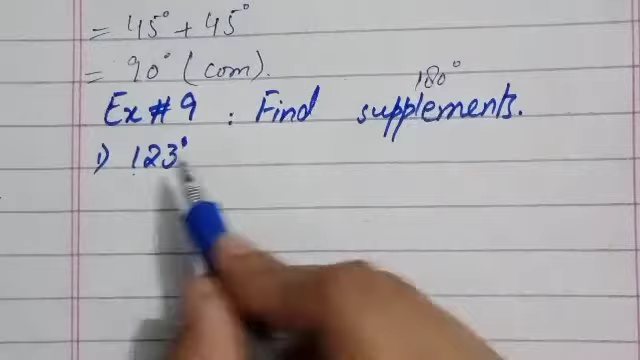 = 45° + 45°
= 90° (com).
180°
Ex # 9 : Find supplements.
1) 123°